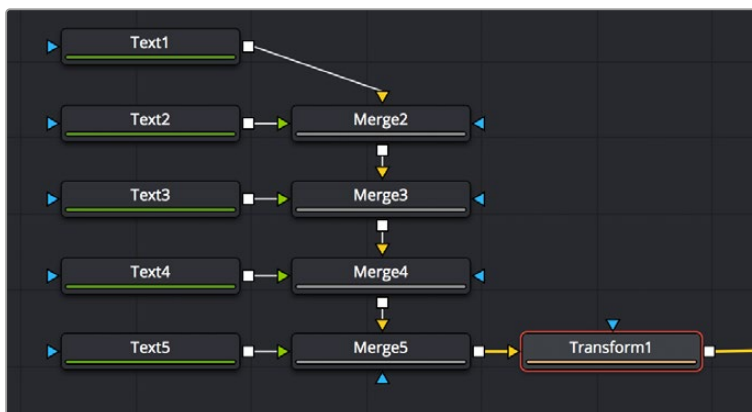 Text1
Text2 Merge2
Text3 Merge3
Text4 Merge4
Text5 Merge5 Transform1